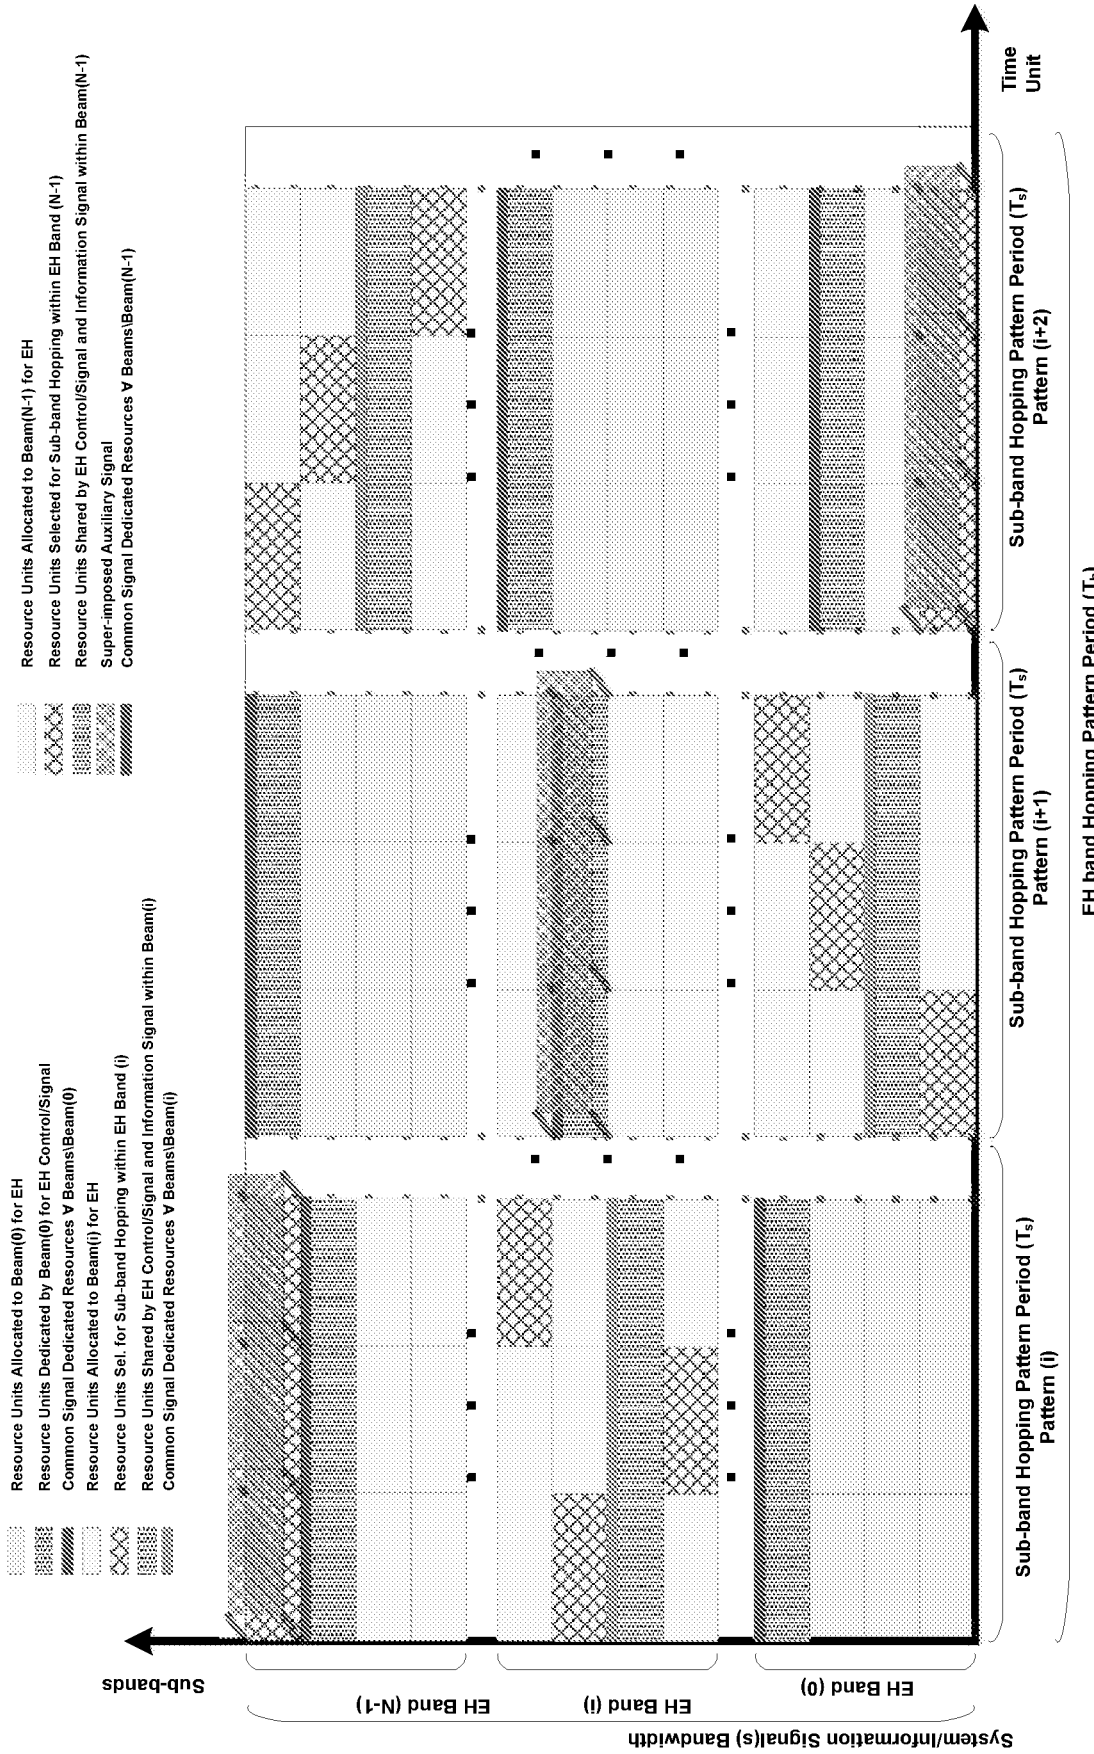 Resource Units Allocated to Beam(0) for EH
Resource Units Dedicated by Beam(0) for EH Control/Signal
Common Signal Dedicated Resources ∀ Beams\Beam(0)
Resource Units Allocated to Beam(i) for EH
Resource Units Sel. for Sub-band Hopping within EH Band (i)
Resource Units Shared by EH Control/Signal and Information Signal within Beam(i)
Common Signal Dedicated Resources ∀ Beams\Beam(i)
Resource Units Allocated to Beam(N-1) for EH
Resource Units Selected for Sub-band Hopping within EH Band (N-1)
Resource Units Shared by EH Control/Signal and Information Signal within Beam(N-1)
Super-imposed Auxiliary Signal
Common Signal Dedicated Resources ∀ Beams\Beam(N-1)
Sub-bands
System/Information Signal(s) Bandwidth
EH Band (N-1)
EH Band (i)
EH Band (0)
Sub-band Hopping Pattern Period (Ts)
Pattern (i)
Sub-band Hopping Pattern Period (Ts)
Pattern (i+1)
Sub-band Hopping Pattern Period (Ts)
Pattern (i+2)
Time
Unit
EH band Hopping Pattern Period (Tb)